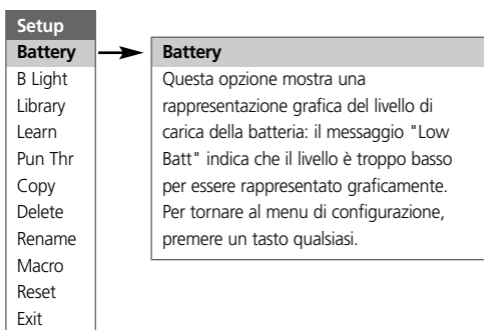 Setup
Battery
B Light
Library
Learn
Pun Thr
Copy
Delete
Rename
Macro
Reset
Exit
Battery
Questa opzione mostra una
rappresentazione grafica del livello di
carica della batteria: il messaggio "Low
Batt" indica che il livello è troppo basso
per essere rappresentato graficamente.
Per tornare al menu di configurazione,
premere un tasto qualsiasi.